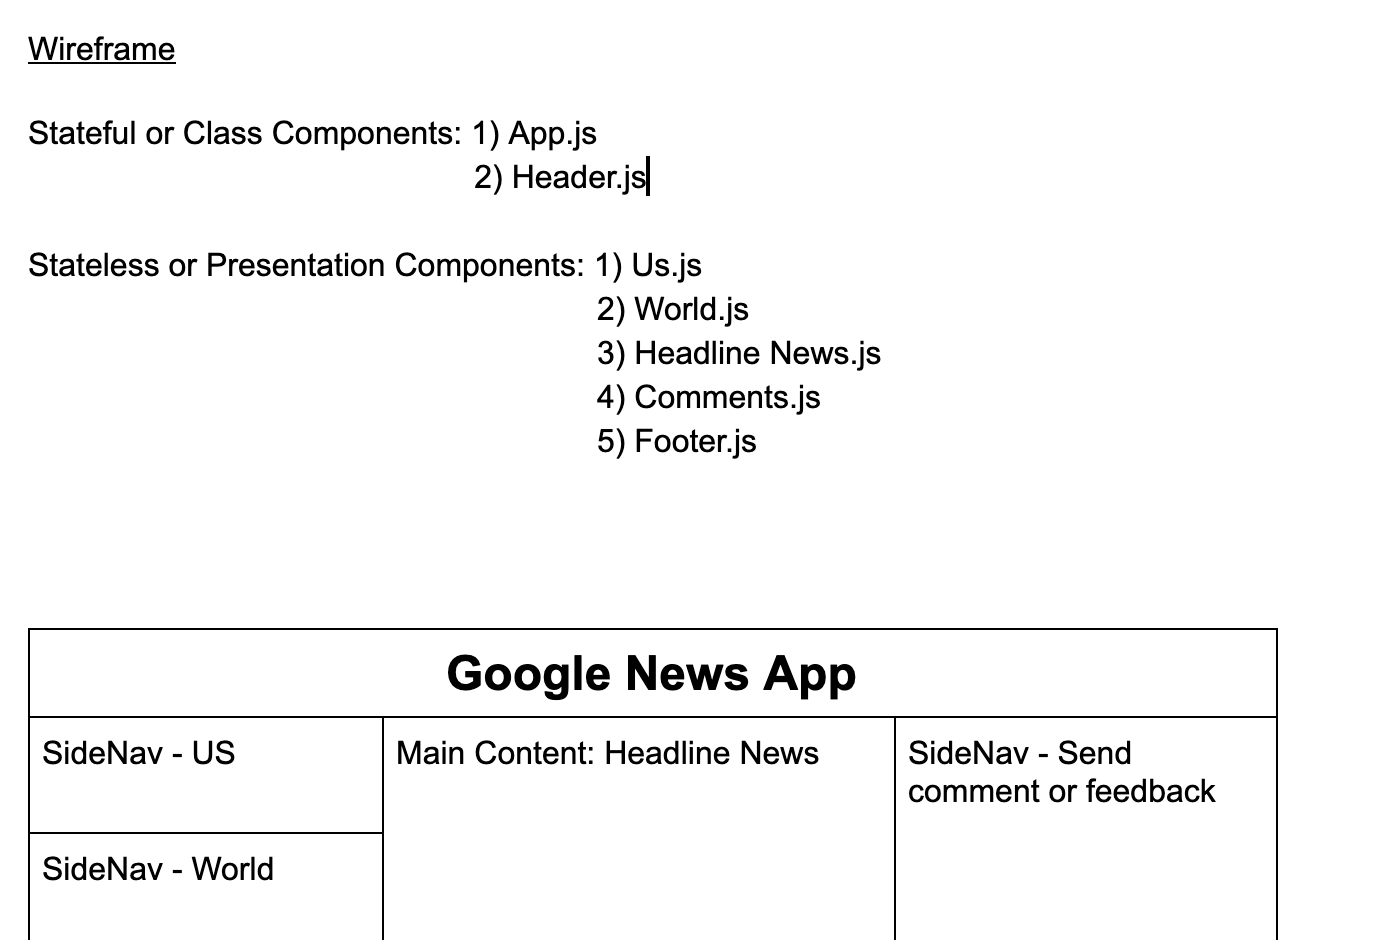 Wireframe
Stateful or Class Components: 1) App.js
2) Header.js
Stateless or Presentation Components: 1) Us.js
2) World.js
3) Headline News.js
4) Comments.js
5) Footer.js
Google News App
SideNav - US
Main Content: Headline News
SideNav - Send
comment or feedback
SideNav - World